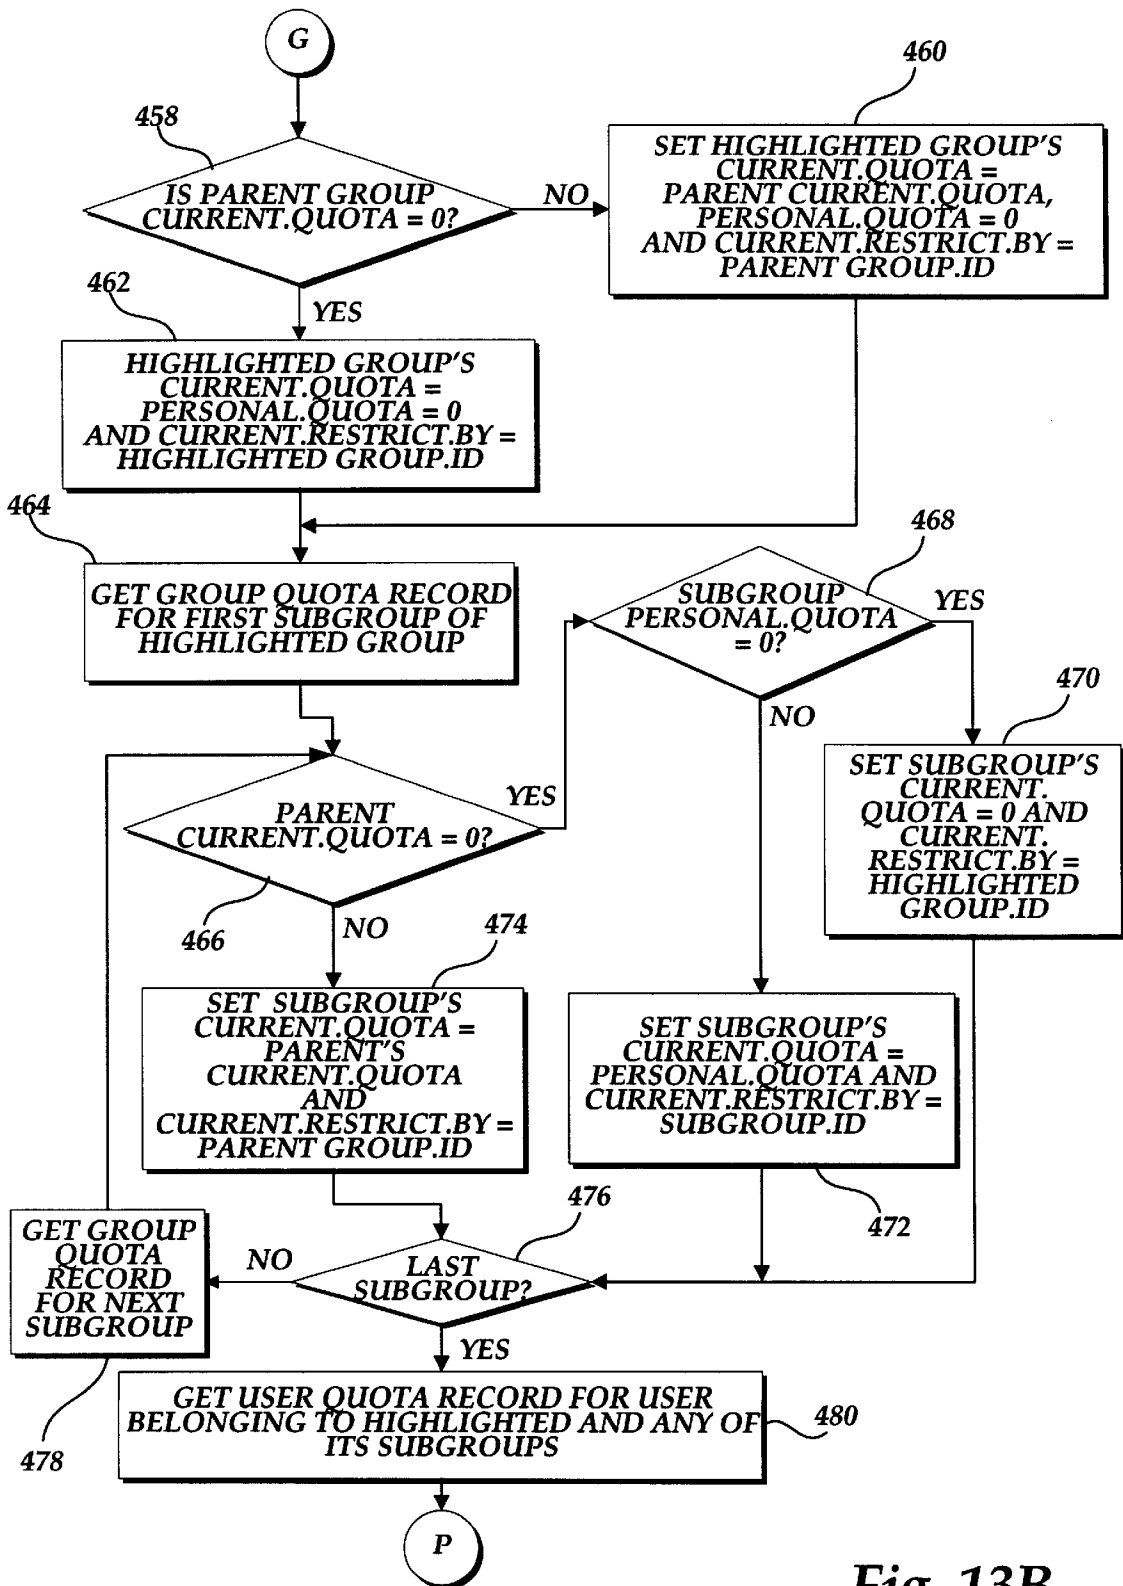 G
458
IS PARENT GROUP
CURRENT.QUOTA = 0?
NO
460
SET HIGHLIGHTED GROUP'S
CURRENT.QUOTA =
PARENT CURRENT.QUOTA,
PERSONAL.QUOTA = 0
AND CURRENT.RESTRICT.BY =
PARENT GROUP.ID
YES
462
HIGHLIGHTED GROUP'S
CURRENT.QUOTA =
PERSONAL.QUOTA = 0
AND CURRENT.RESTRICT.BY =
HIGHLIGHTED GROUP.ID
464
GET GROUP QUOTA RECORD
FOR FIRST SUBGROUP OF
HIGHLIGHTED GROUP
468
SUBGROUP
PERSONAL.QUOTA
= 0?
YES
NO
470
SET SUBGROUP'S
CURRENT.
QUOTA = 0 AND
CURRENT.
RESTRICT.BY =
HIGHLIGHTED
GROUP.ID
PARENT
CURRENT.QUOTA = 0?
YES
466
NO
474
SET SUBGROUP'S
CURRENT.QUOTA =
PARENT'S
CURRENT.QUOTA
AND
CURRENT.RESTRICT.BY =
PARENT GROUP.ID
SET SUBGROUP'S
CURRENT.QUOTA =
PERSONAL.QUOTA AND
CURRENT.RESTRICT.BY =
SUBGROUP.ID
472
476
LAST
SUBGROUP?
NO
GET GROUP
QUOTA
RECORD
FOR NEXT
SUBGROUP
478
YES
GET USER QUOTA RECORD FOR USER
BELONGING TO HIGHLIGHTED AND ANY OF
ITS SUBGROUPS
480
P
Fig. 13B